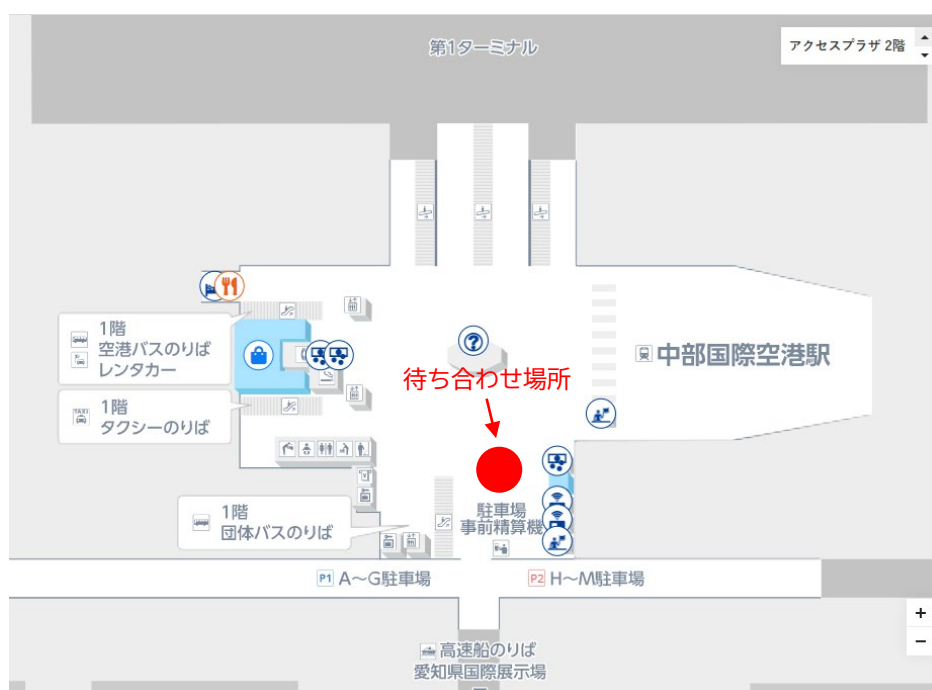 第1ターミナル
アクセスプラザ 2階
1階
空港バスのりば
レンタカー
中部国際空港駅
待ち合わせ場所
1階
タクシーのりば
駐車場
事前精算機
1階
団体バスのりば
P1 A～G駐車場
P2 H～M駐車場
高速船のりば
愛知県国際展示場